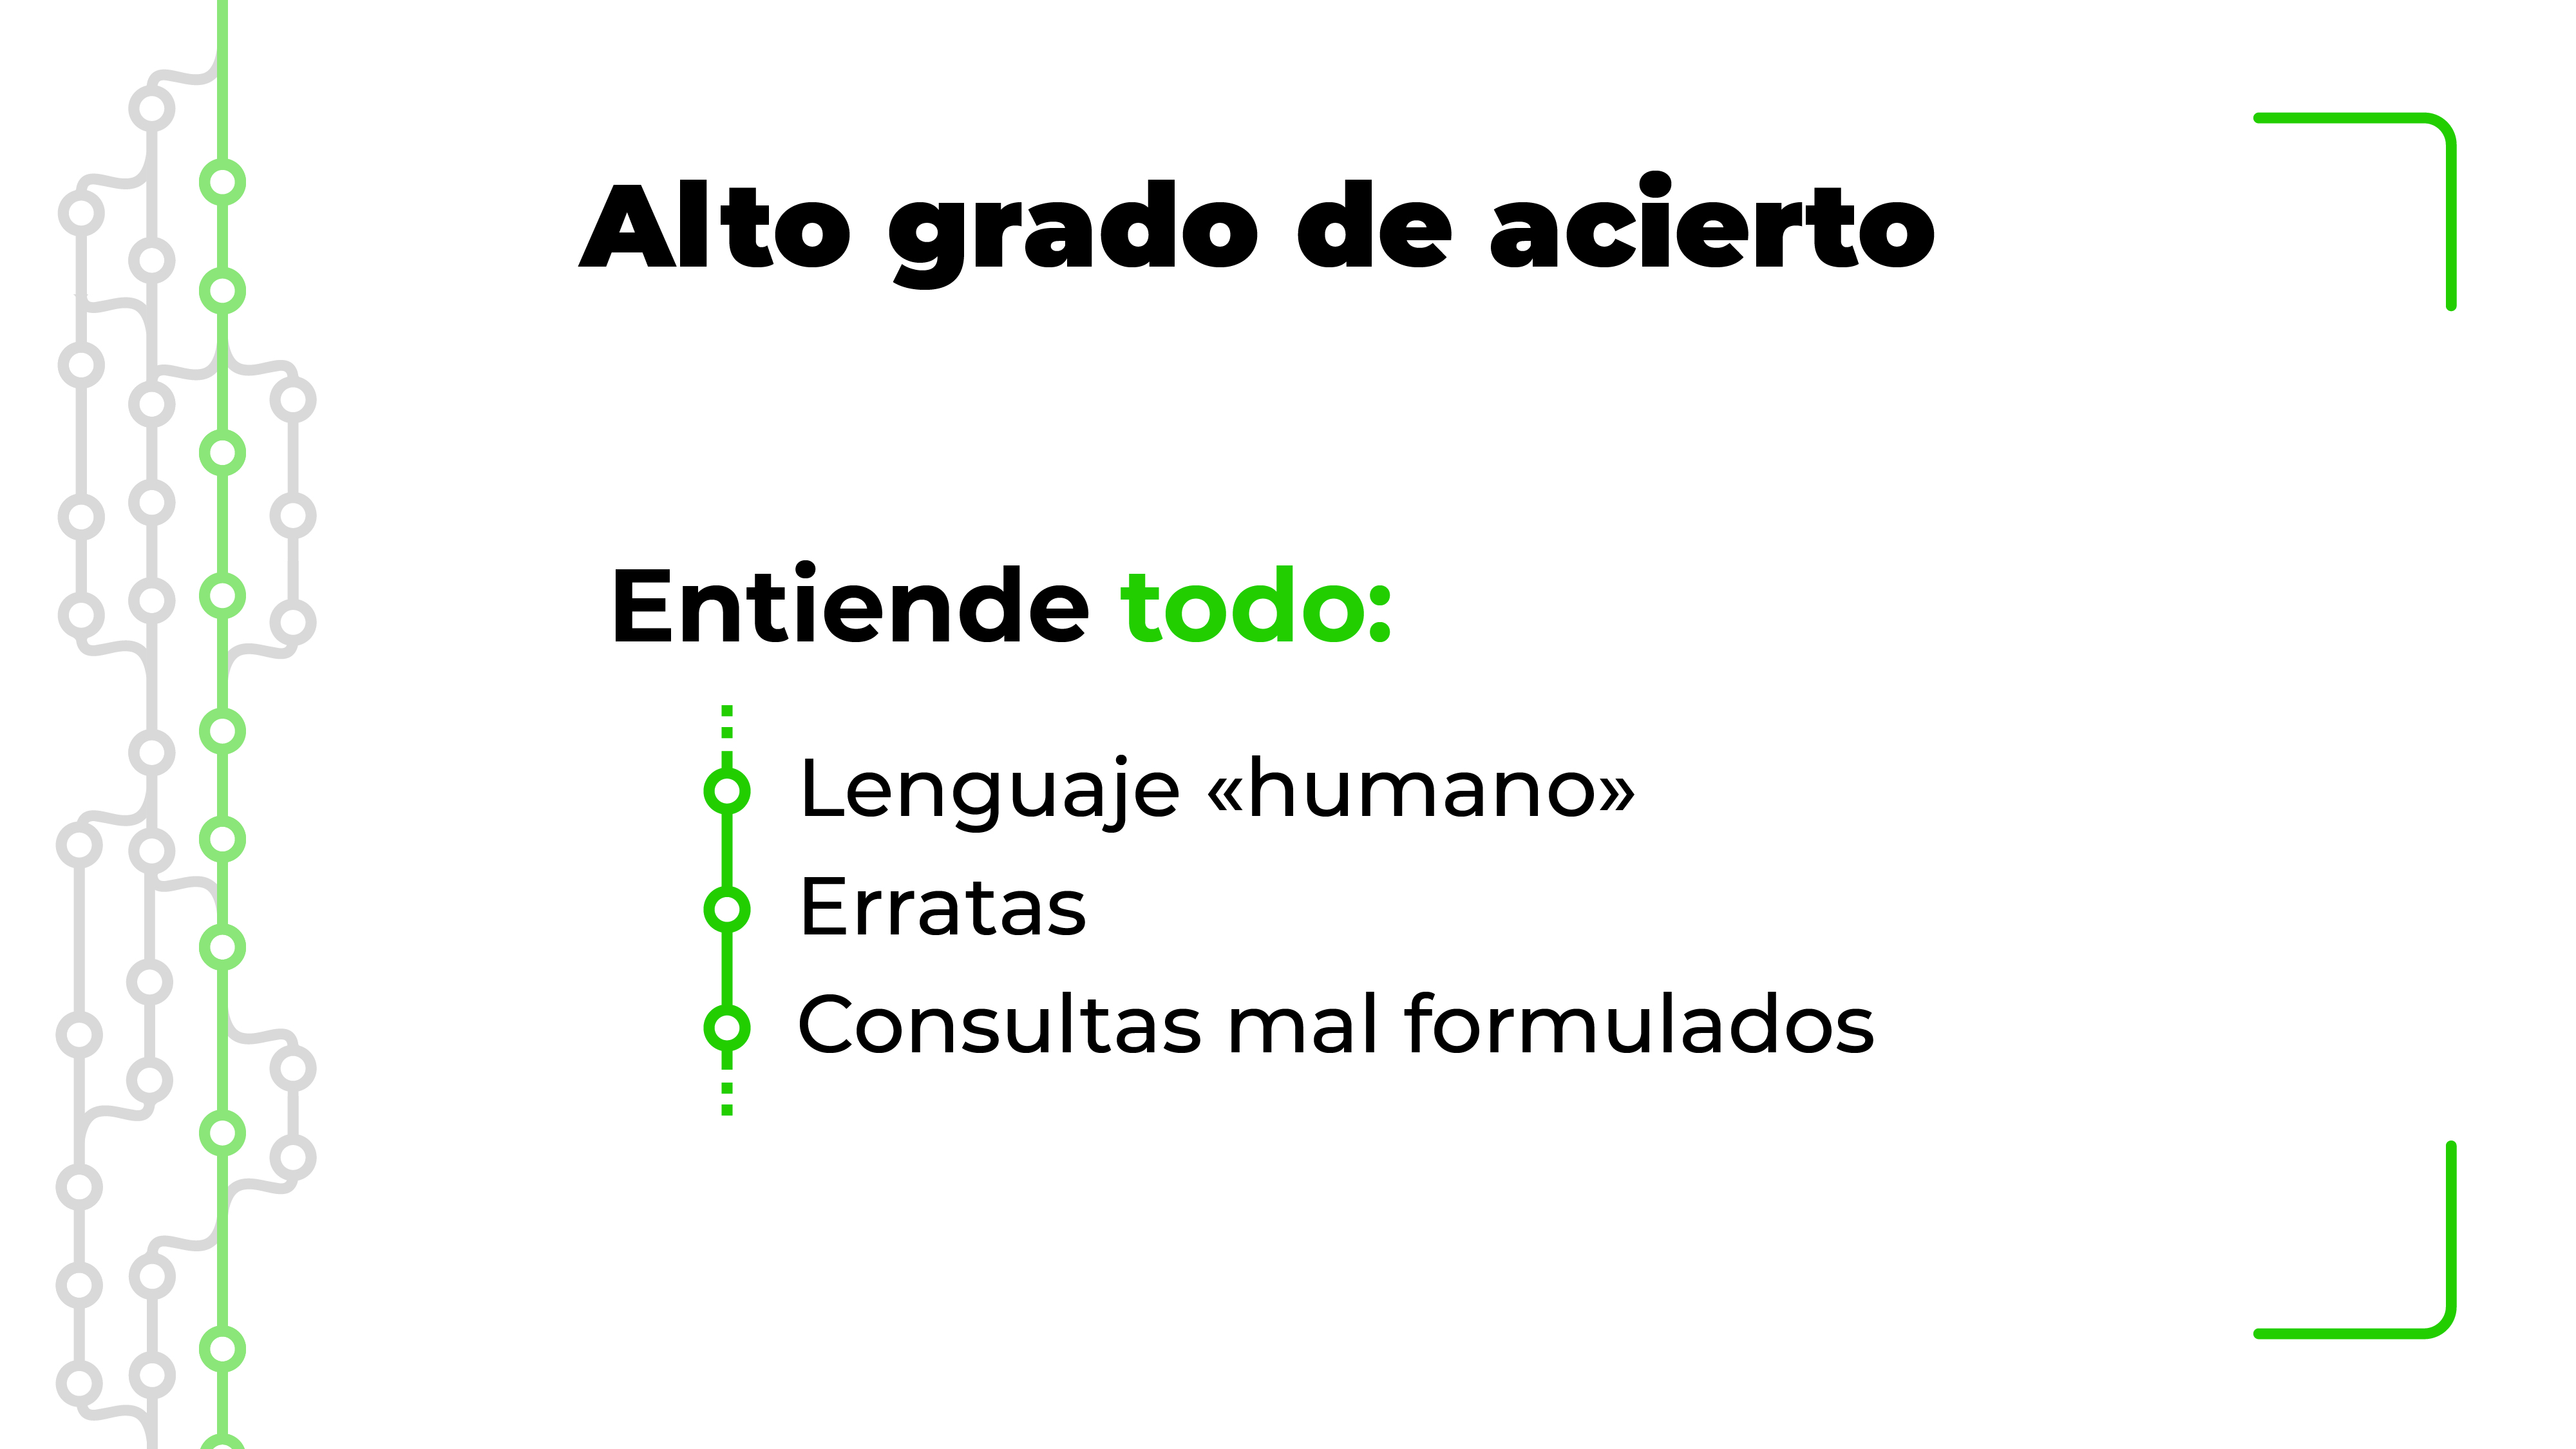 Alto grado de acierto
Entiende todo:
Lenguaje «humano»
Erratas
Consultas mal formulados